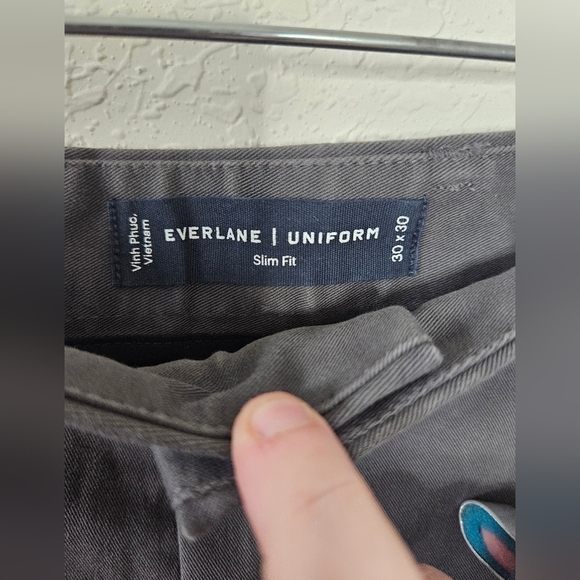 Vinh Phuc,
Vietnam
EVERLANE | UNIFORM
Slim Fit
30 x 30